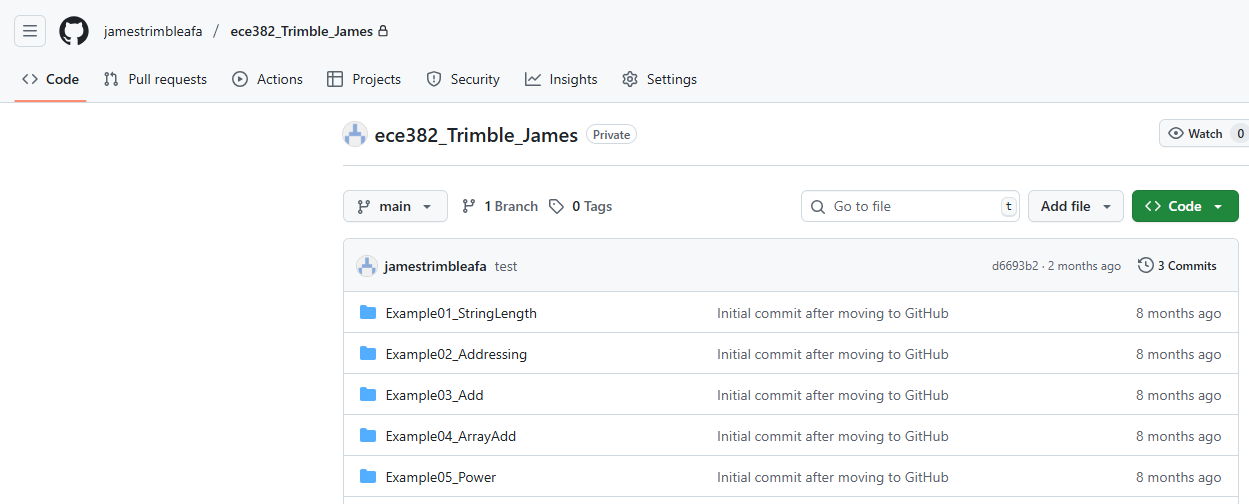 jamestrimbleafa / ece382_Trimble_James
Code Pull requests Actions Projects Security Insights Settings
ece382_Trimble_James Private Watch 0
main 1 Branch 0 Tags Go to file t Add file Code
jamestrimbleafa test d6693b2 · 2 months ago 3 Commits
Example01_StringLength Initial commit after moving to GitHub 8 months ago
Example02_Addressing Initial commit after moving to GitHub 8 months ago
Example03_Add Initial commit after moving to GitHub 8 months ago
Example04_ArrayAdd Initial commit after moving to GitHub 8 months ago
Example05_Power Initial commit after moving to GitHub 8 months ago